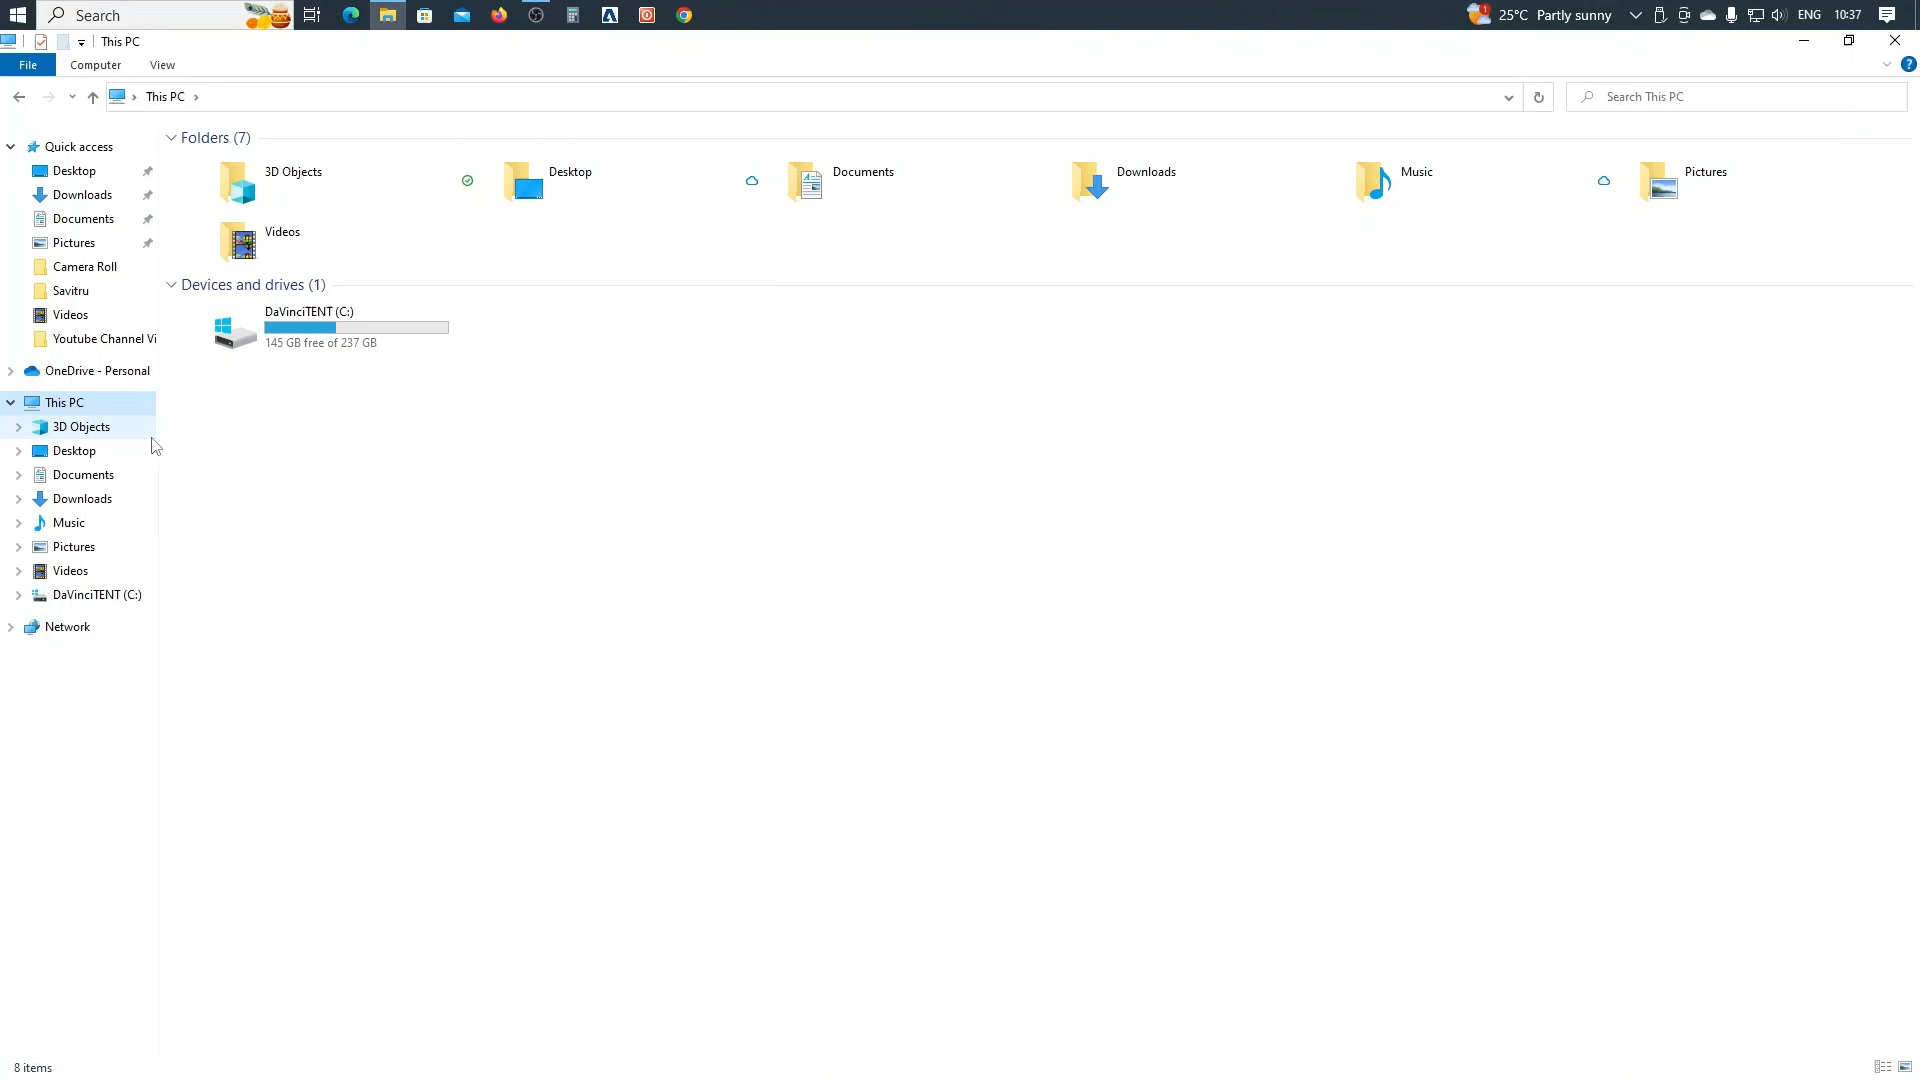 Search
25°C Partly sunny
ENG
10:37
This PC
File
Computer
View
This PC
Search This PC
Quick access
Desktop
Downloads
Documents
Pictures
Camera Roll
Savitru
Videos
Youtube Channel Vi
OneDrive - Personal
This PC
3D Objects
Desktop
Documents
Downloads
Music
Pictures
Videos
DaVinciTENT (C:)
Network
Folders (7)
3D Objects
Desktop
Documents
Downloads
Music
Pictures
Videos
Devices and drives (1)
DaVinciTENT (C:)
145 GB free of 237 GB
8 items